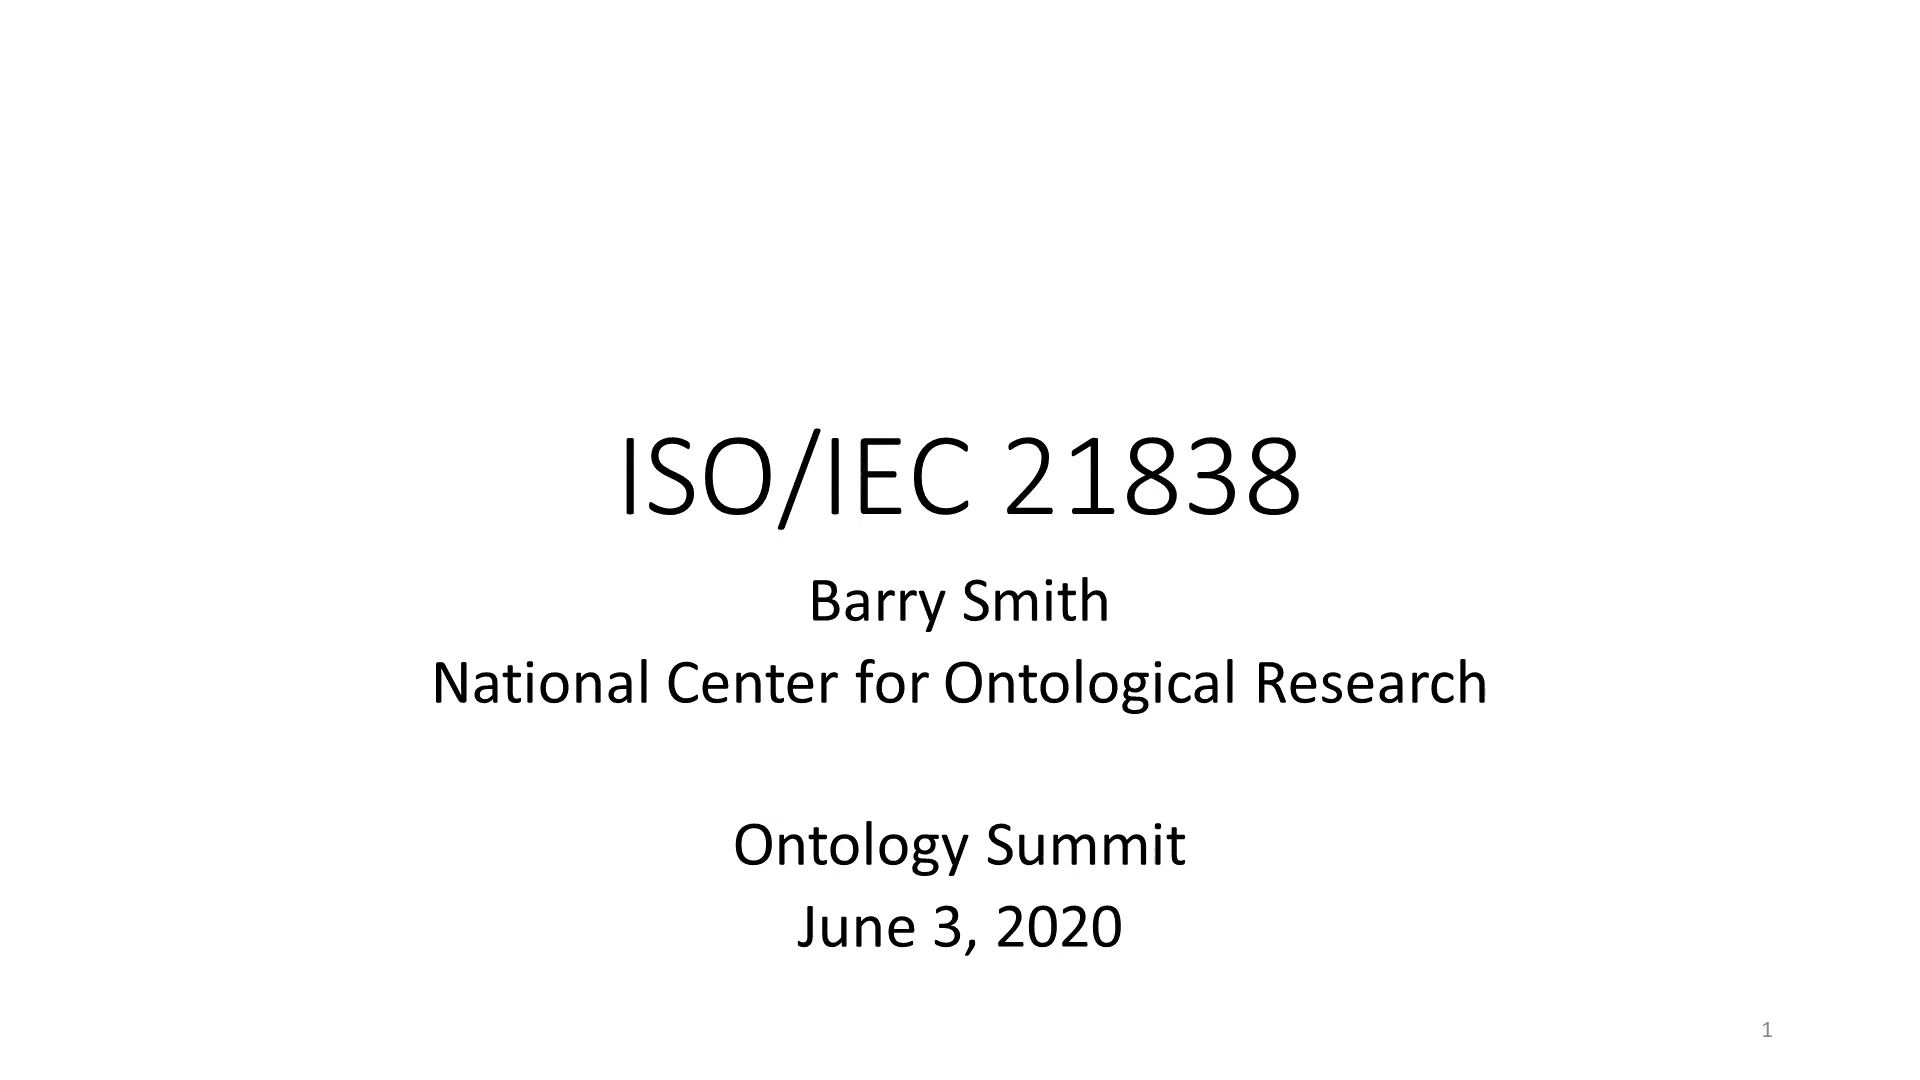 ISO/IEC 21838
Barry Smith
National Center for Ontological Research
Ontology Summit
June 3, 2020
1